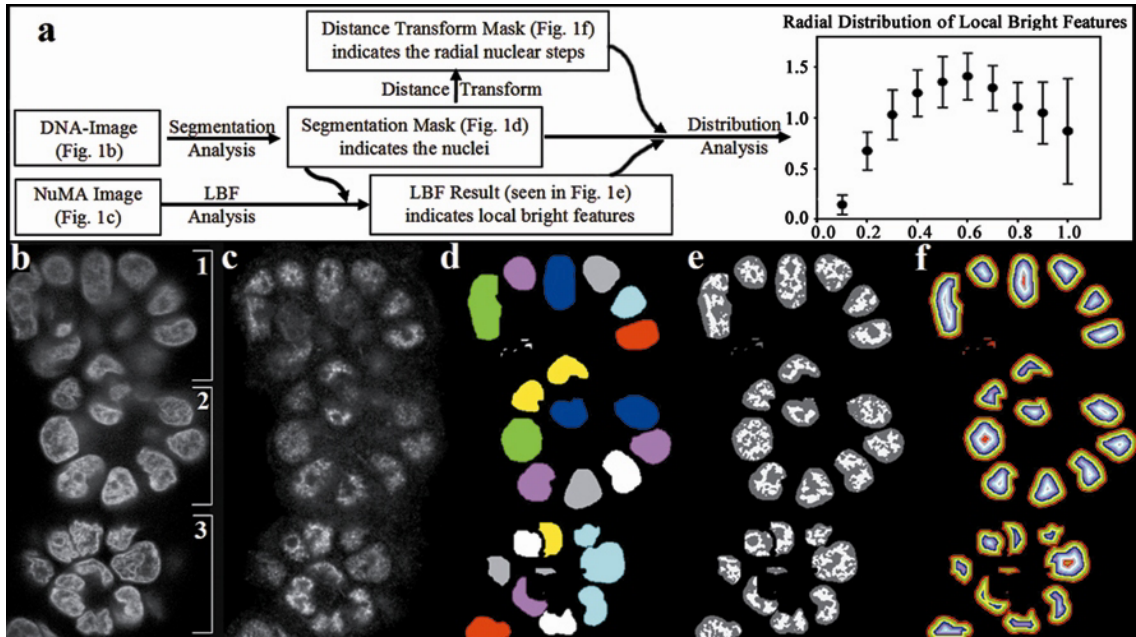 a
Distance Transform Mask (Fig. 1f)
indicates the radial nuclear steps
Distance Transform
DNA-Image
(Fig. 1b)
Segmentation
Analysis
Segmentation Mask (Fig. 1d)
indicates the nuclei
Distribution
Analysis
NuMA Image
(Fig. 1c)
LBF
Analysis
LBF Result (seen in Fig. 1e)
indicates local bright features
Radial Distribution of Local Bright Features
1.5
1.0
0.5
0.0
0.0 0.2 0.4 0.6 0.8 1.0
b 1 c d e f
2
3